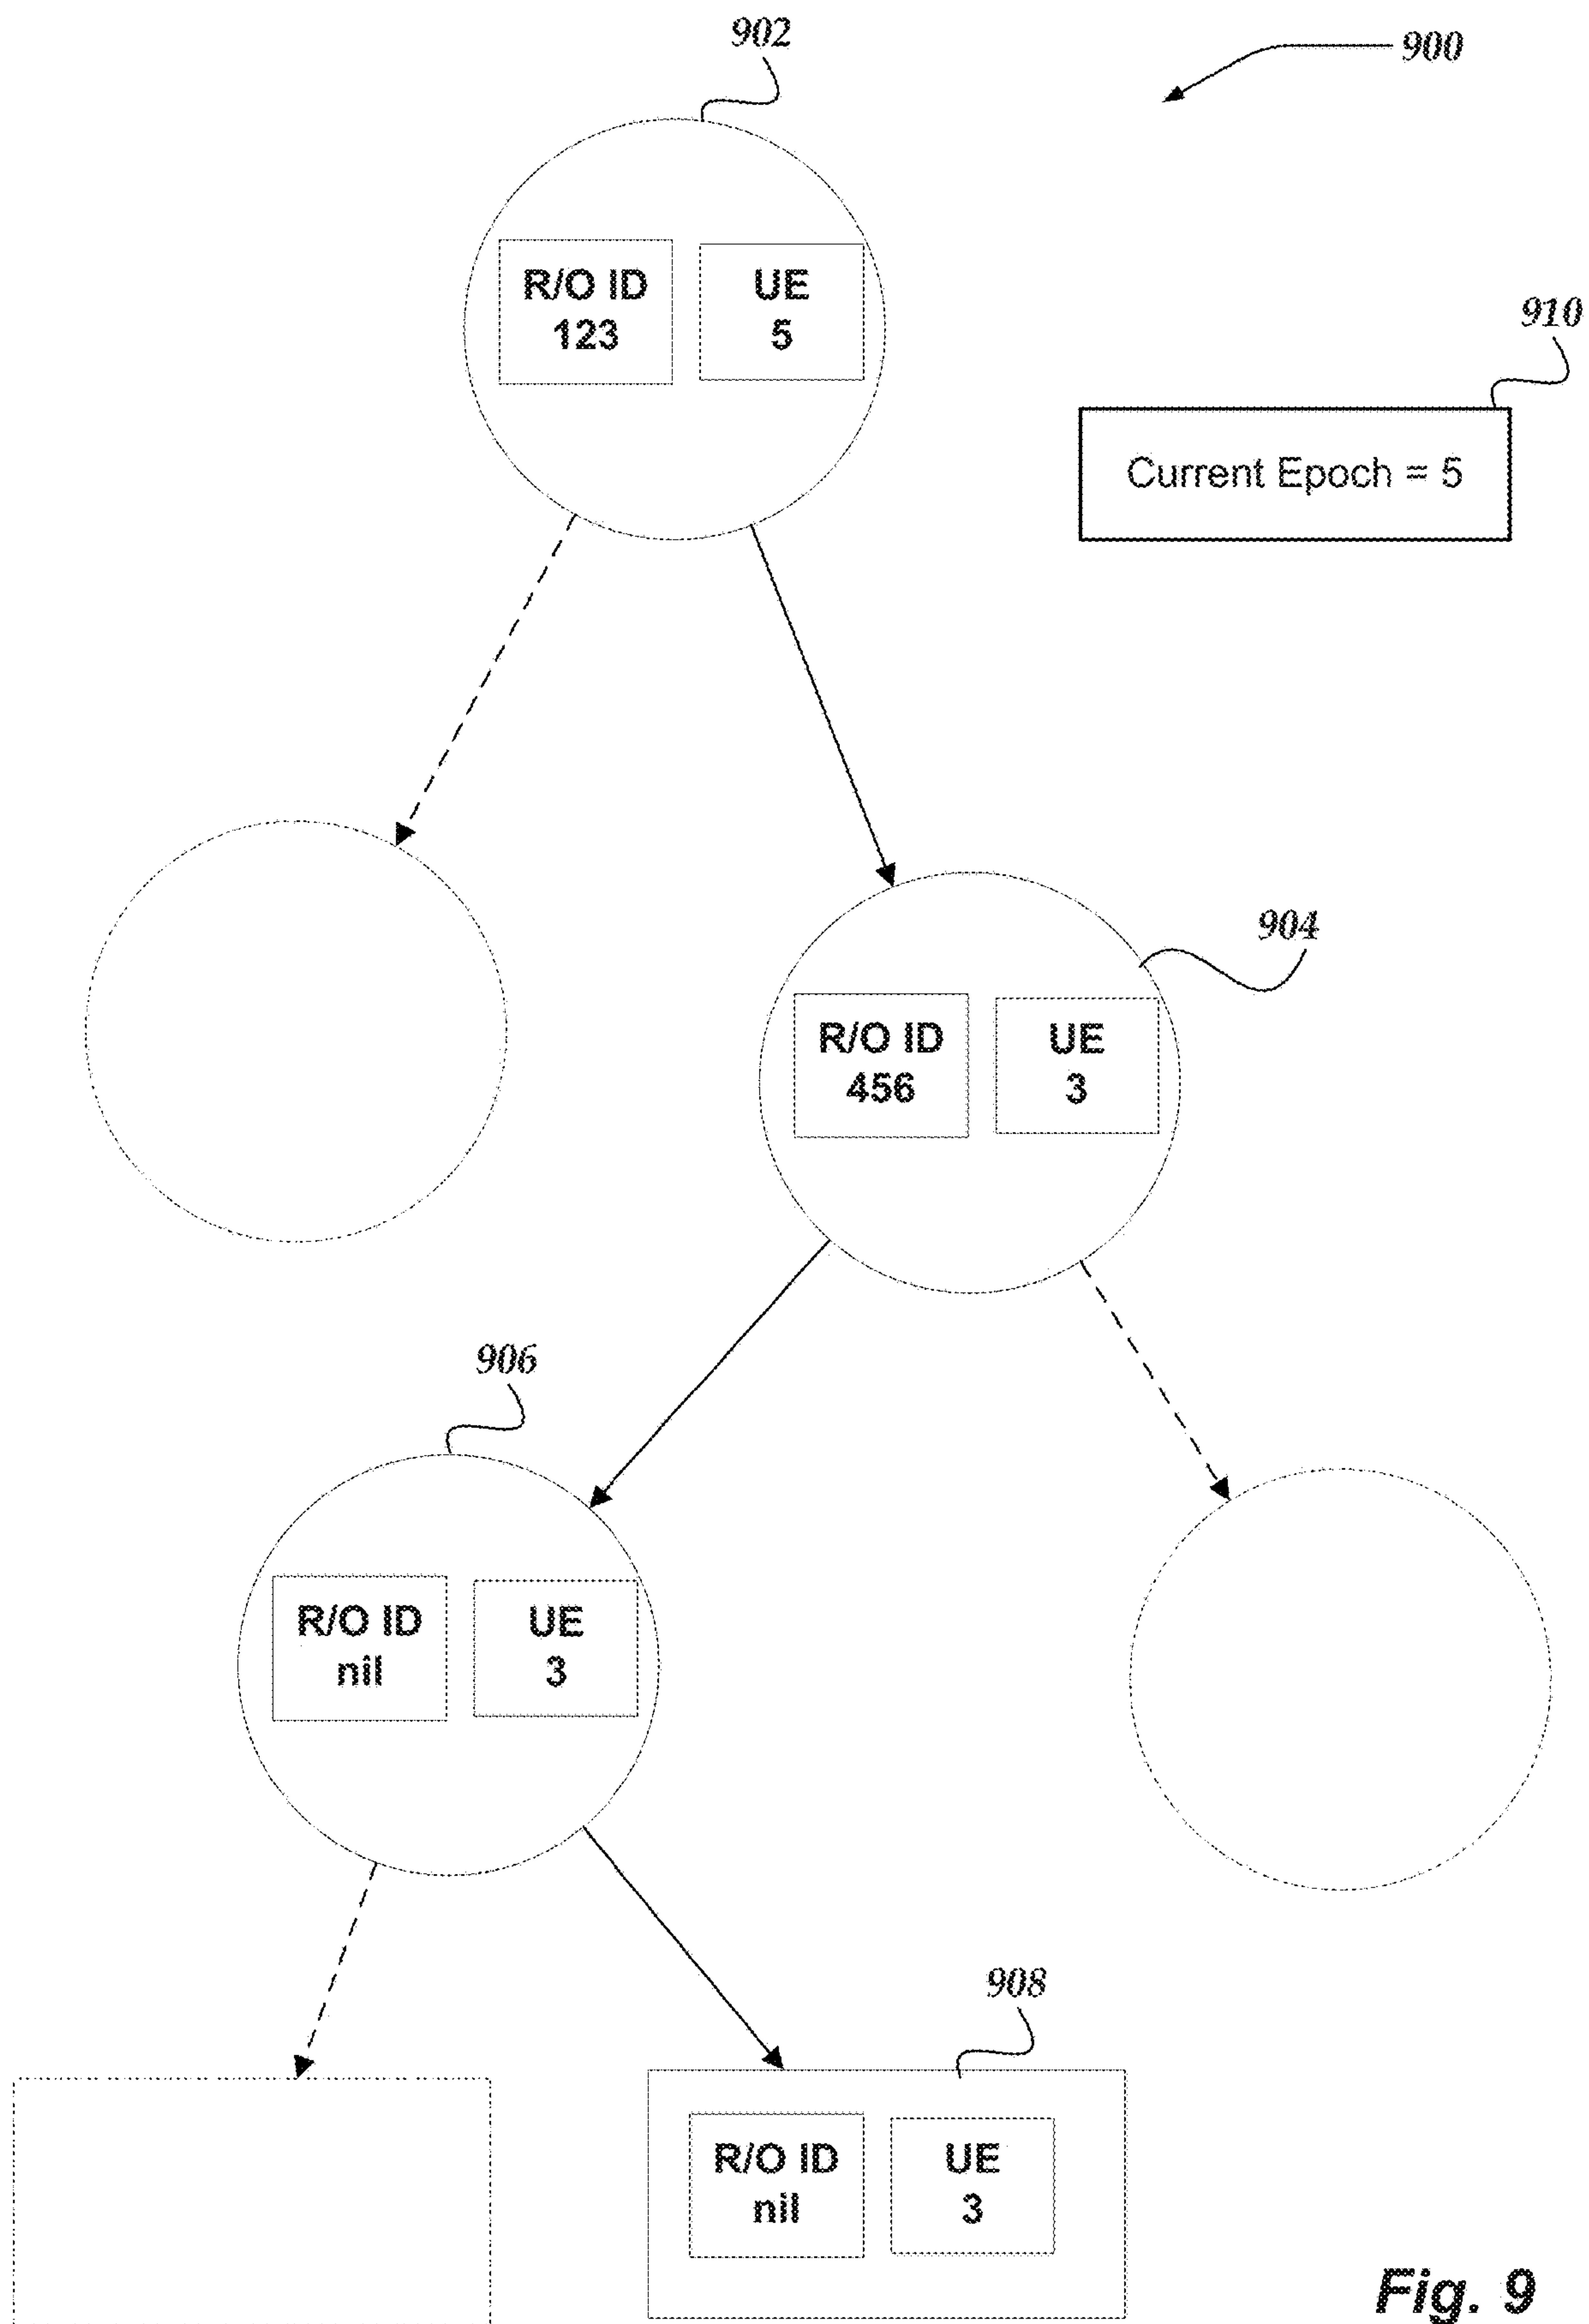 902
900
R/O ID
123
UE
5
910
Current Epoch = 5
904
R/O ID
456
UE
3
906
R/O ID
nil
UE
3
908
R/O ID
nil
UE
3
Fig. 9